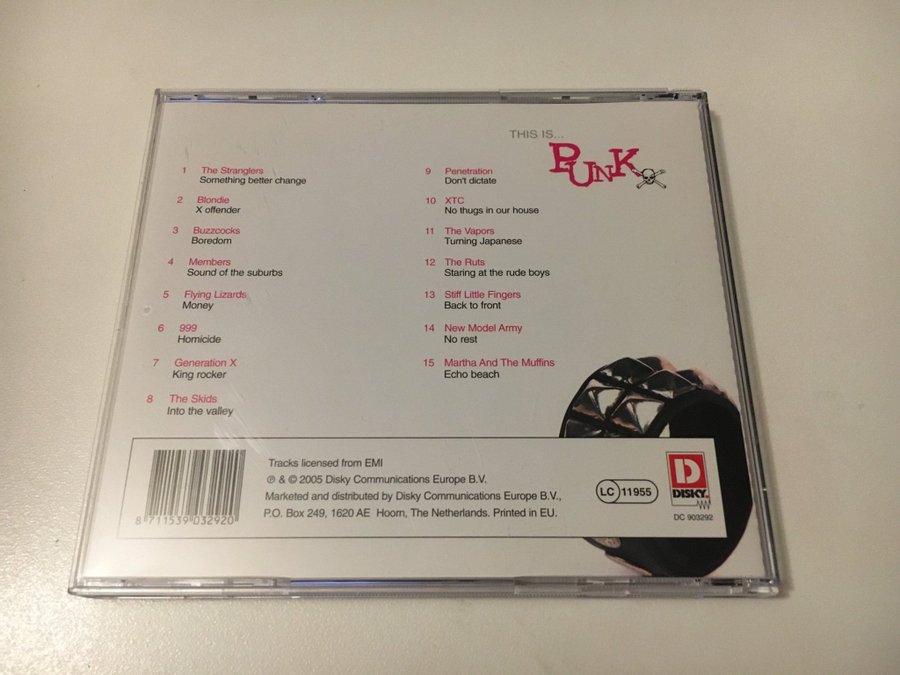 THIS IS...
PUNK
1 The Stranglers
Something better change
2 Blondie
X offender
3 Buzzcocks
Boredom
4 Members
Sound of the suburbs
5 Flying Lizards
Money
6 999
Homicide
7 Generation X
King rocker
8 The Skids
Into the valley
9 Penetration
Don't dictate
10 XTC
No thugs in our house
11 The Vapors
Turning Japanese
12 The Ruts
Staring at the rude boys
13 Stiff Little Fingers
Back to front
14 New Model Army
No rest
15 Martha And The Muffins
Echo beach
8 711539 032920
Tracks licensed from EMI
℗ & © 2005 Disky Communications Europe B.V.
Marketed and distributed by Disky Communications Europe B.V.,
P.O. Box 249, 1620 AE Hoorn, The Netherlands. Printed in EU.
LC 11955
D
DISKY.
DC 903292